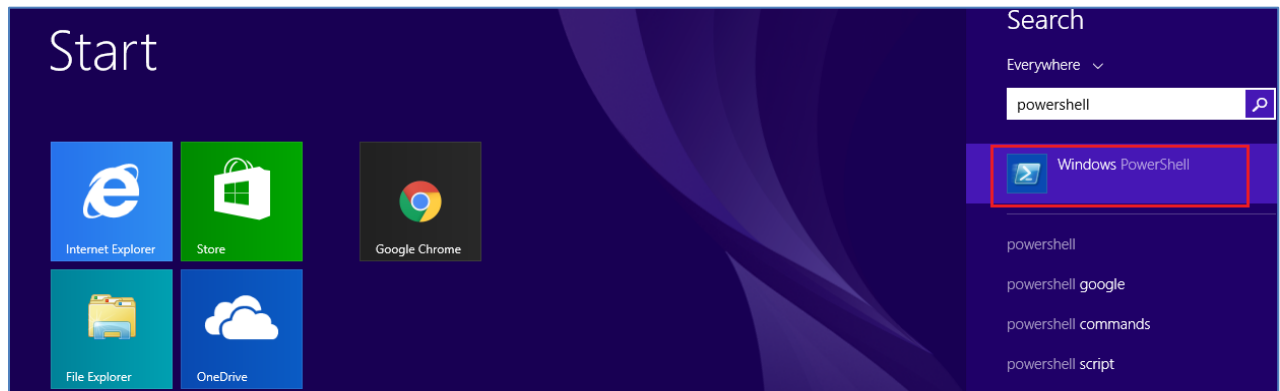 Start
Internet Explorer
Store
Google Chrome
File Explorer
OneDrive
Search
Everywhere
powershell
Windows PowerShell
powershell
powershell google
powershell commands
powershell script